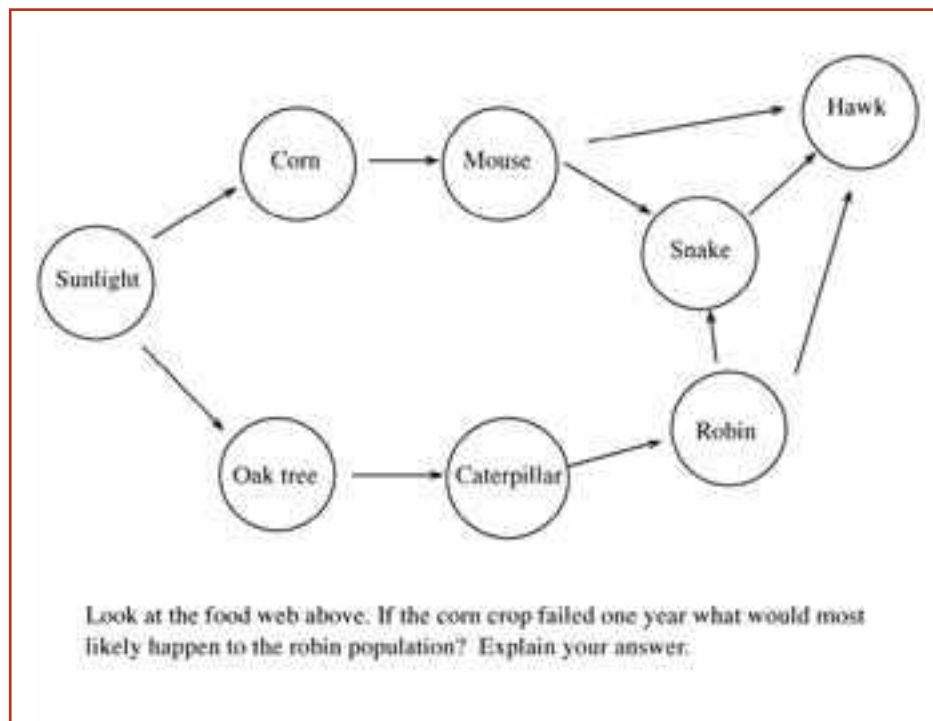 Hawk
Corn
Mouse
Snake
Sunlight
Robin
Oak tree
Caterpillar
Look at the food web above. If the corn crop failed one year what would most
likely happen to the robin population? Explain your answer.